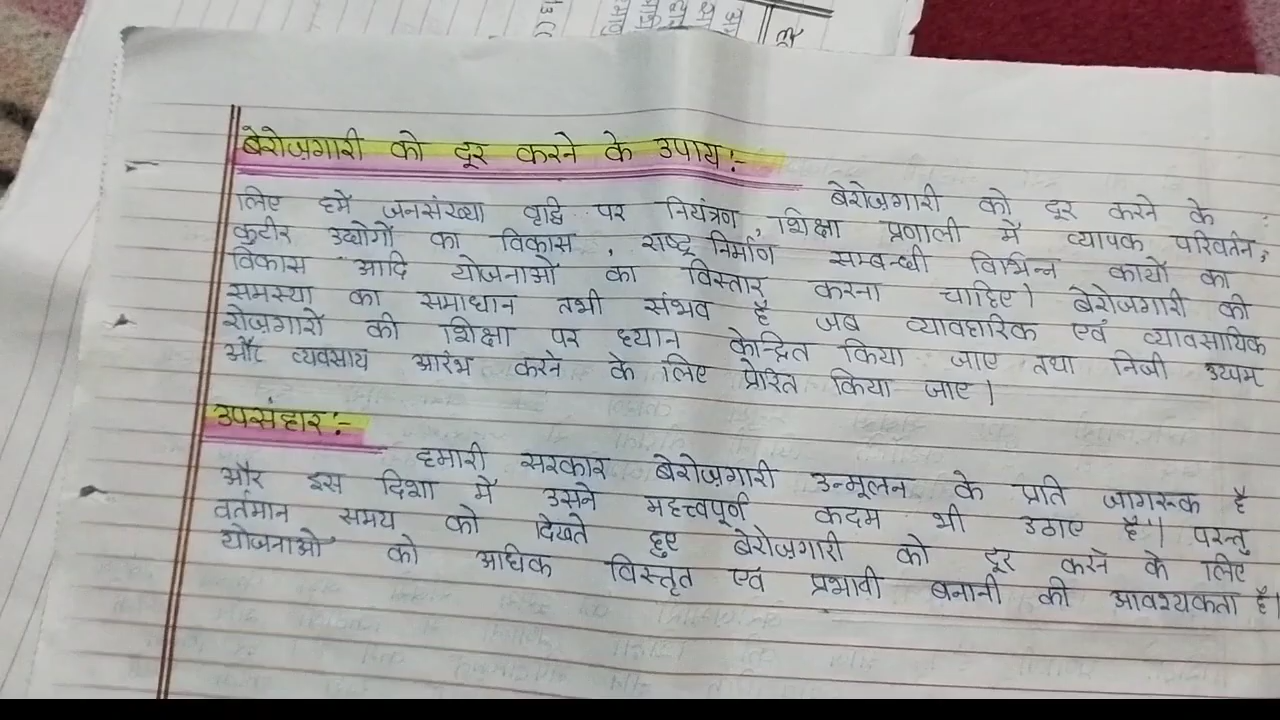 बेरोज़गारी को दूर करने के उपाय:-
बेरोज़गारी को दूर करने के
लिए हमें जनसंख्या वृद्धि पर नियंत्रण, शिक्षा प्रणाली में व्यापक परिवर्तन,
कुटीर उद्योगों का विकास, राष्ट्र निर्माण सम्बन्धी विभिन्न कार्यों का
विकास आदि योजनाओं का विस्तार करना चाहिए। बेरोज़गारी की
समस्या का समाधान तभी संभव है जब व्यावहारिक एवं व्यावसायिक
रोज़गारों की शिक्षा पर ध्यान केन्द्रित किया जाए तथा निजी उद्यम
और व्यवसाय आरंभ करने के लिए प्रेरित किया जाए।
उपसंहार:-
हमारी सरकार बेरोज़गारी उन्मूलन के प्रति जागरूक है
और इस दिशा में उसने महत्त्वपूर्ण कदम भी उठाए है"। परन्तु
वर्तमान समय को देखते हुए बेरोज़गारी को दूर करने के लिए
योजनाओं को अधिक विस्तृत एवं प्रभावी बनानी की आवश्यकता है।